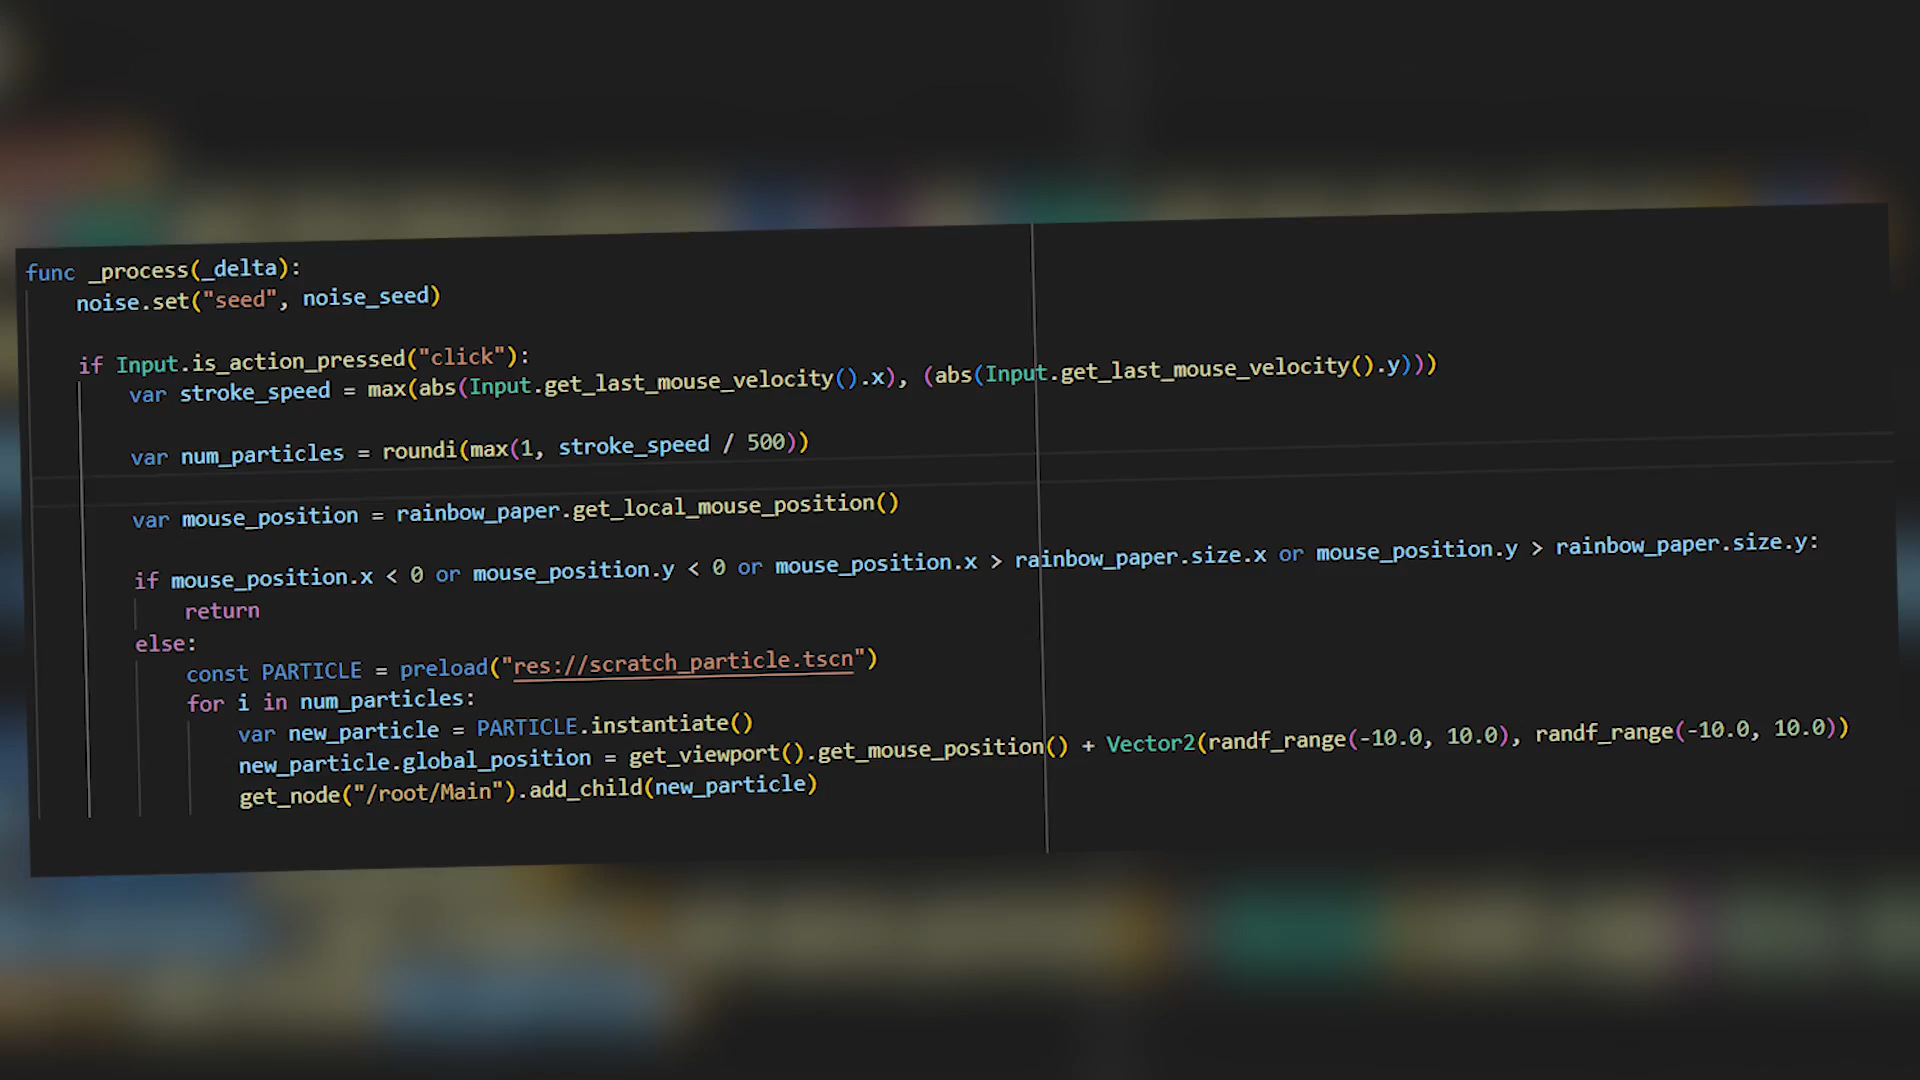 func _process(_delta):
noise.set("seed", noise_seed)
if Input.is_action_pressed("click"):
var stroke_speed = max(abs(Input.get_last_mouse_velocity().x), (abs(Input.get_last_mouse_velocity().y)))
var num_particles = roundi(max(1, stroke_speed / 500))
var mouse_position = rainbow_paper.get_local_mouse_position()
if mouse_position.x < 0 or mouse_position.y < 0 or mouse_position.x > rainbow_paper.size.x or mouse_position.y > rainbow_paper.size.y:
return
else:
const PARTICLE = preload("res://scratch_particle.tscn")
for i in num_particles:
var new_particle = PARTICLE.instantiate()
new_particle.global_position = get_viewport().get_mouse_position() + Vector2(randf_range(-10.0, 10.0), randf_range(-10.0, 10.0))
get_node("/root/Main").add_child(new_particle)